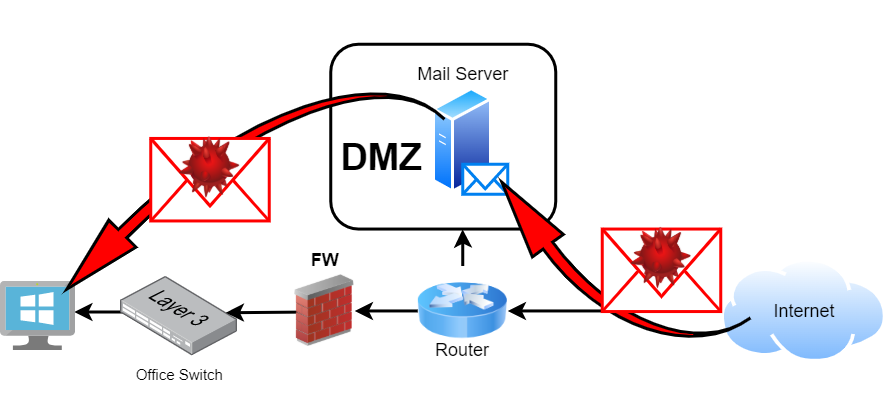 Mail Server
DMZ
FW
Layer 3
Internet
Router
Office Switch